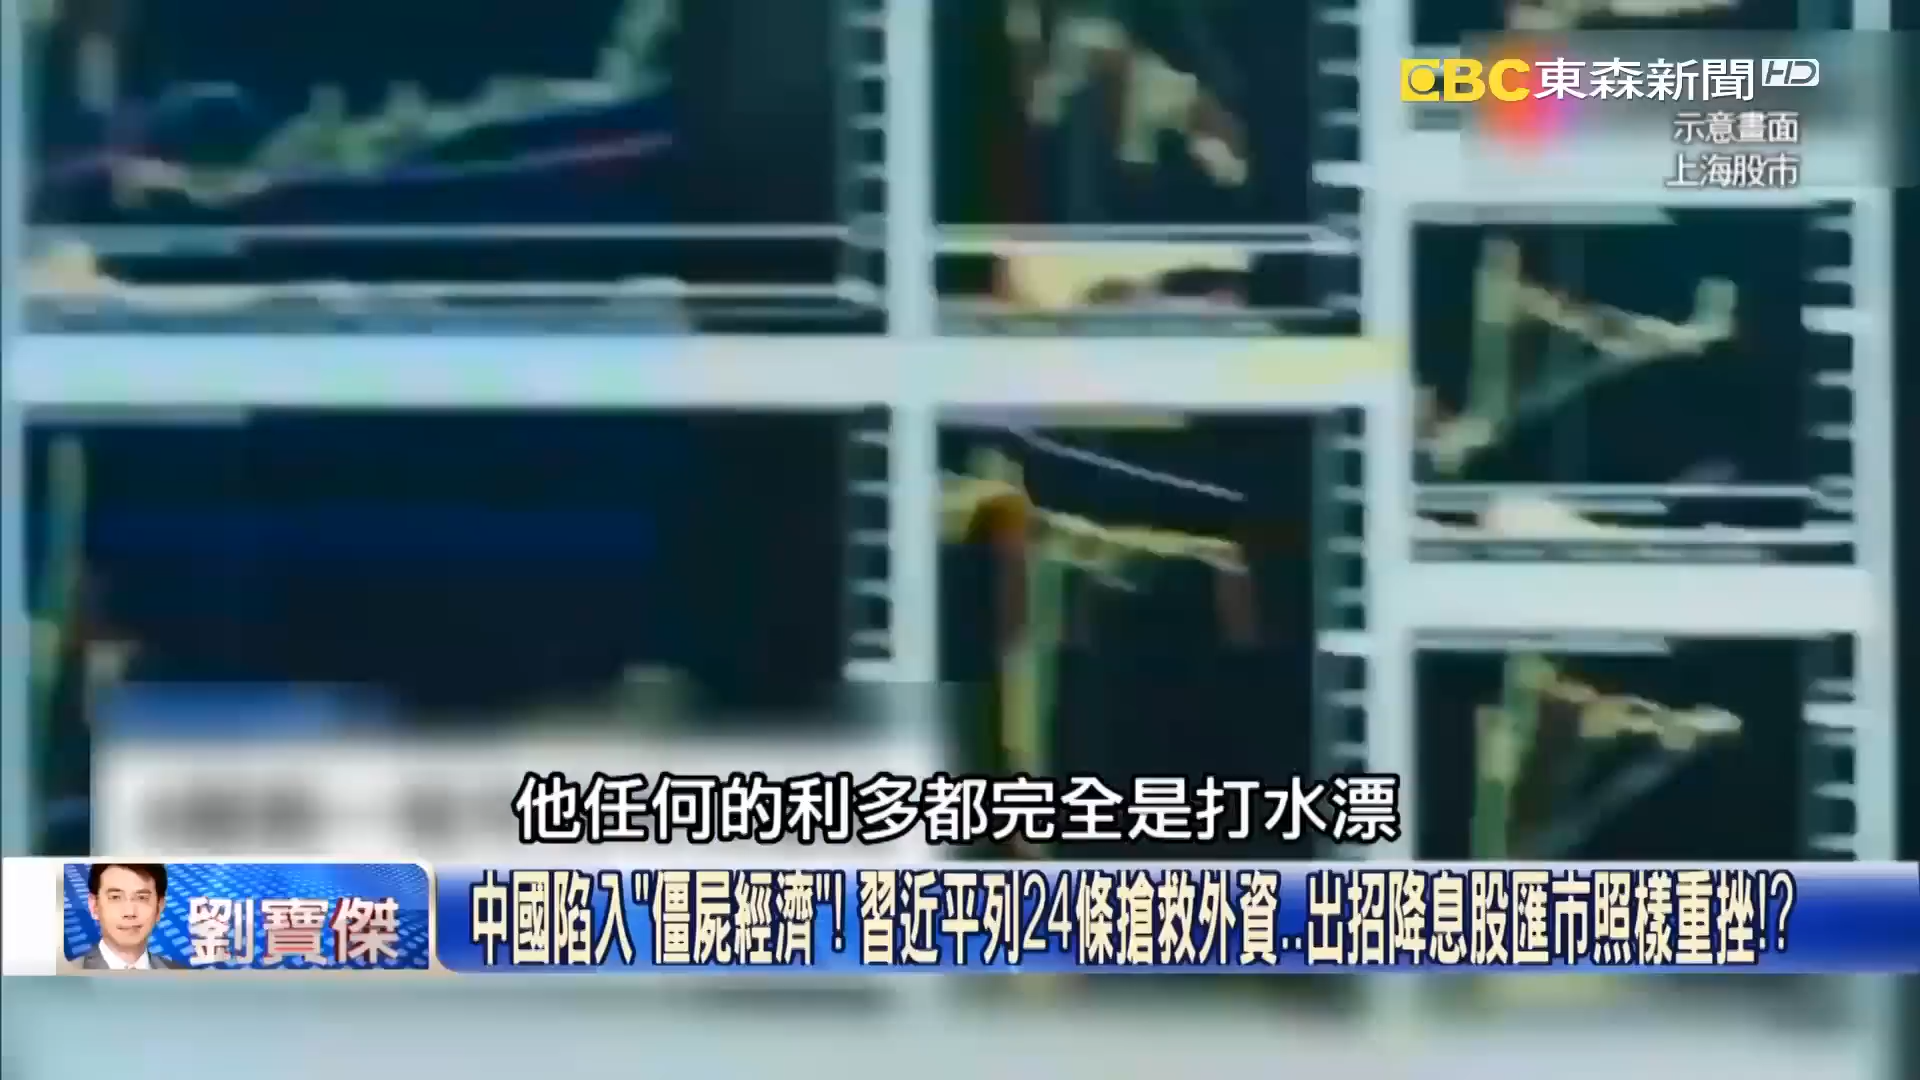 EBC東森新聞HD
示意畫面
上海股市
他任何的利多都完全是打水漂
劉寶傑
中國陷入"僵屍經濟"! 習近平列24條搶救外資..出招降息股匯市照樣重挫!?